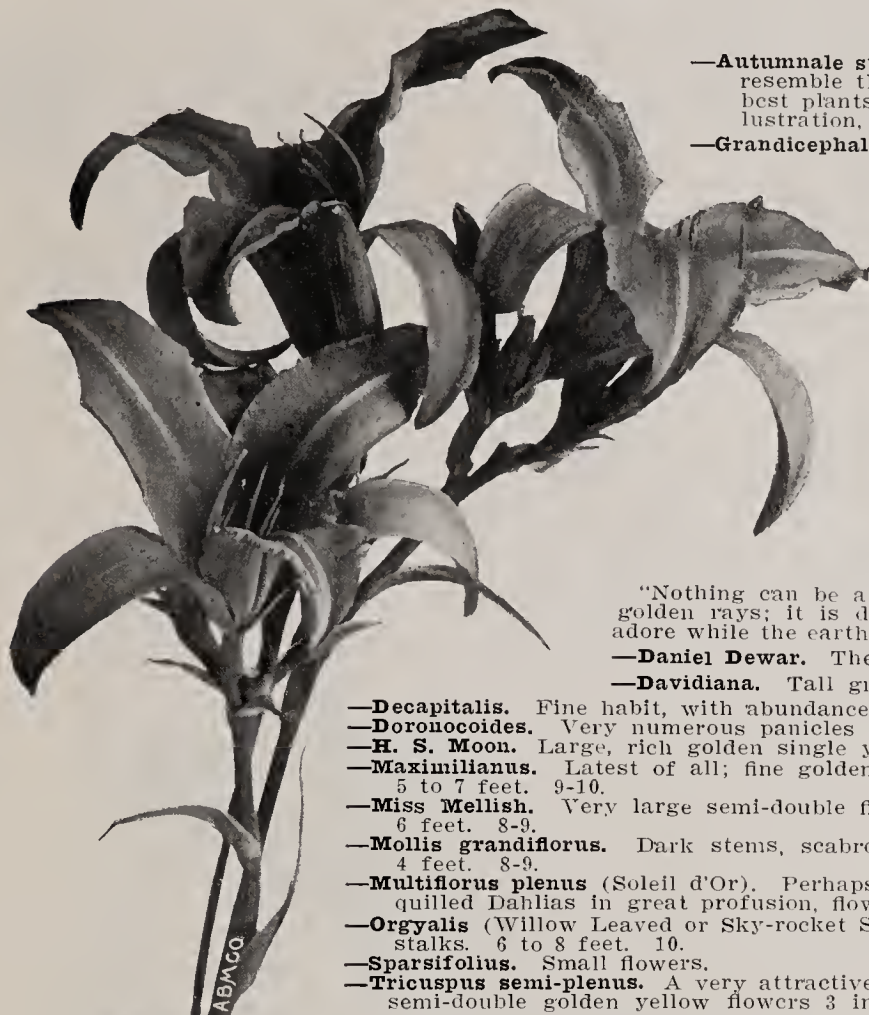 —Autumnale
resemble
best plants
lustration,
"Nothing can be a
golden rays; it is
adore while the earth
—Daniel Dewar. The
—Davidiana. Tall
—Decapitalis. Fine habit, with abundance
—Doronocoides. Very numerous panicles
—H. S. Moon. Large, rich golden single
—Maximilianus. Latest of all; fine golden
5 to 7 feet. 9-10.
—Miss Mellish. Very large semi-double
6 feet. 8-9.
—Mollis grandiflorus. Dark stems,
4 feet. 8-9.
—Multiflorus plenus (Soleil d'Or). Perhaps
quilled Dahlias in great profusion,
—Orgyalis (Willow Leaved or Sky-rocket
stalks. 6 to 8 feet. 10.
—Sparsifolius. Small flowers.
—Tricuspus semi-plenus. A very attractive
semi-double golden yellow flowers 3
ABMCO